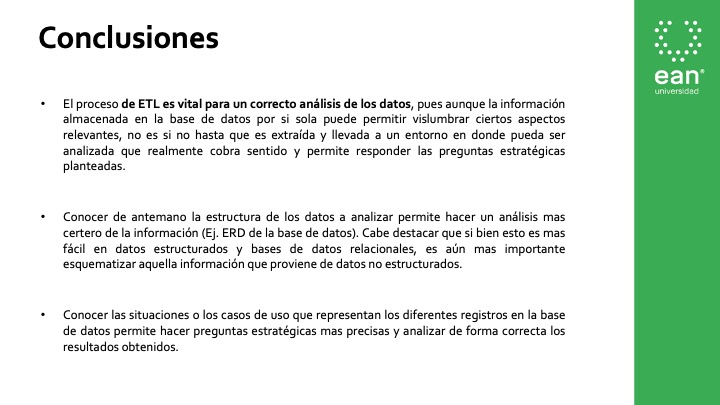 Conclusiones
• El proceso de ETL es vital para un correcto análisis de los datos, pues aunque la información
almacenada en la base de datos por si sola puede permitir vislumbrar ciertos aspectos
relevantes, no es si no hasta que es extraída y llevada a un entorno en donde pueda ser
analizada que realmente cobra sentido y permite responder las preguntas estratégicas
planteadas.
• Conocer de antemano la estructura de los datos a analizar permite hacer un análisis mas
certero de la información (Ej. ERD de la base de datos). Cabe destacar que si bien esto es mas
fácil en datos estructurados y bases de datos relacionales, es aún mas importante
esquematizar aquella información que proviene de datos no estructurados.
• Conocer las situaciones o los casos de uso que representan los diferentes registros en la base
de datos permite hacer preguntas estratégicas mas precisas y analizar de forma correcta los
resultados obtenidos.
ean®
universidad